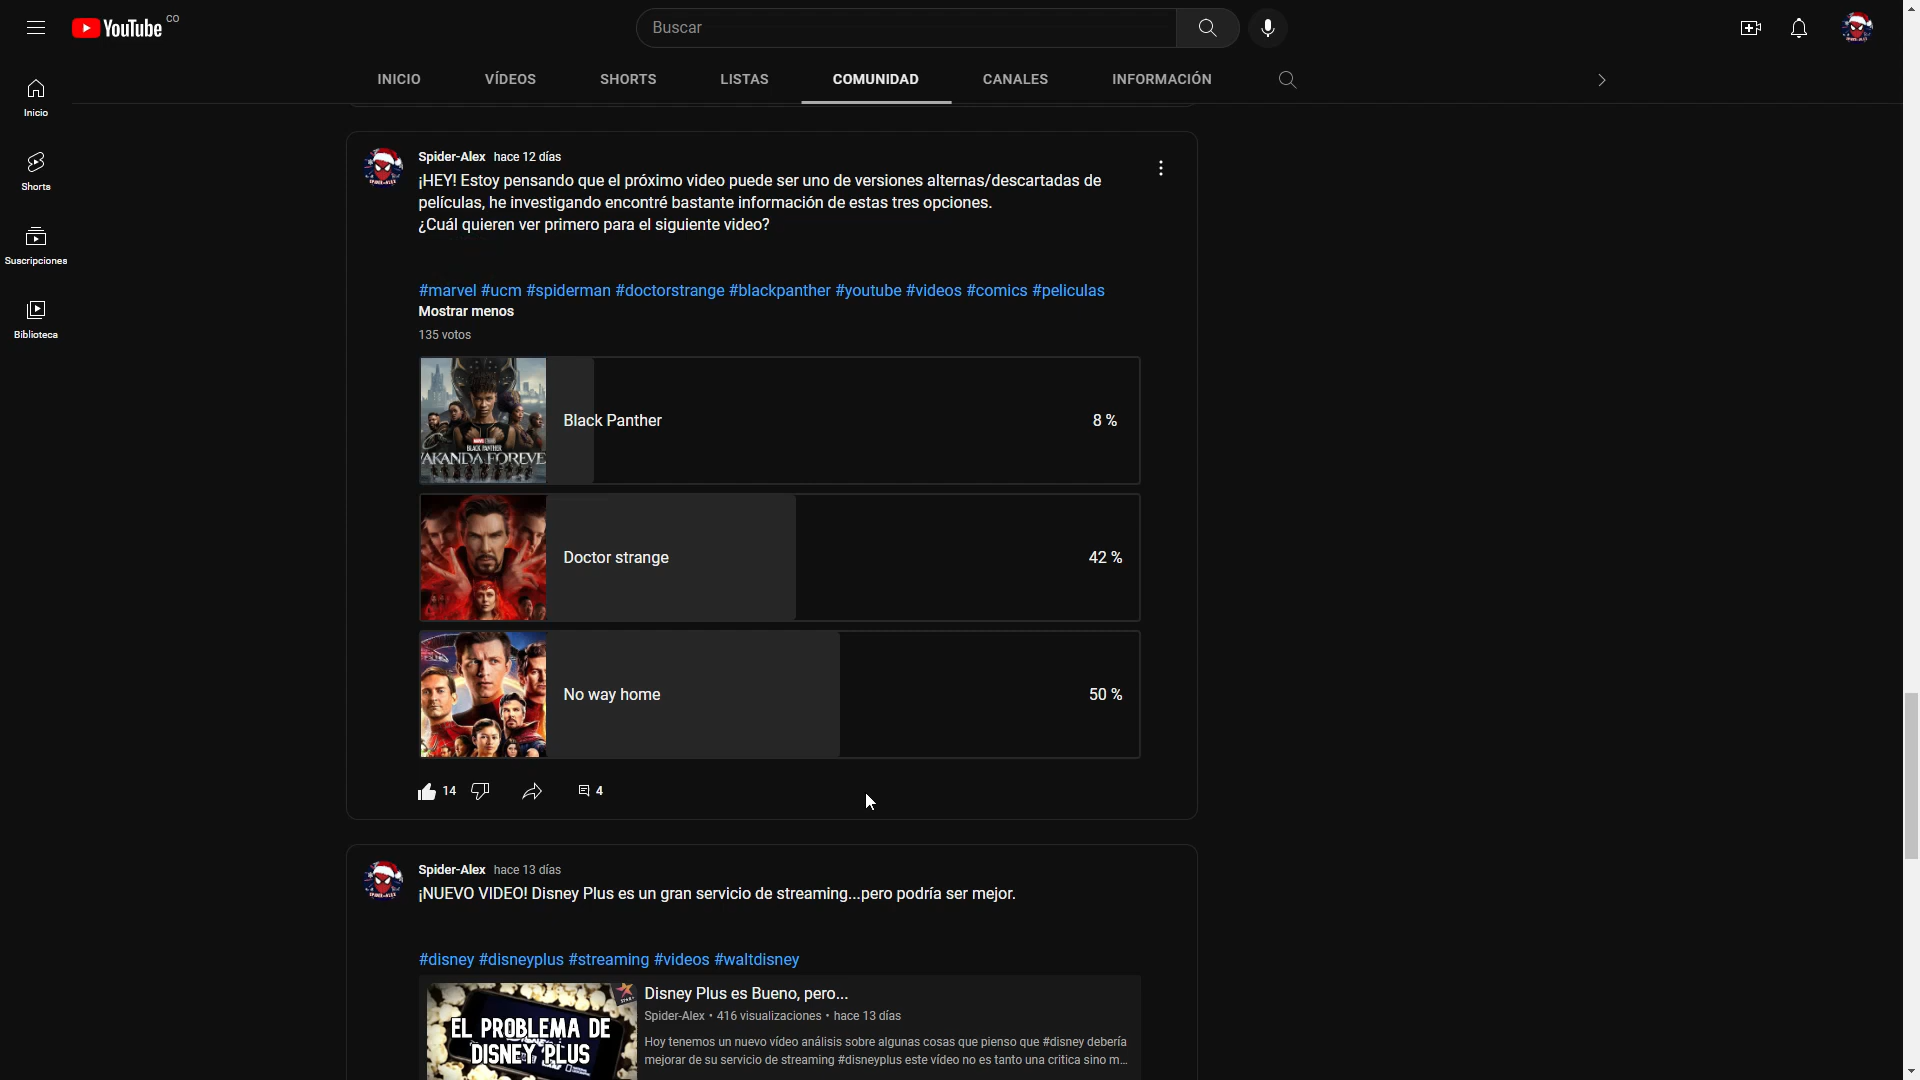 YouTube CO
Buscar
INICIO VÍDEOS SHORTS LISTAS COMUNIDAD CANALES INFORMACIÓN
Inicio
Shorts
Suscripciones
Biblioteca
Spider-Alex hace 12 días
¡HEY! Estoy pensando que el próximo video puede ser uno de versiones alternas/descartadas de
películas, he investigando encontré bastante información de estas tres opciones.
¿Cuál quieren ver primero para el siguiente video?
#marvel #ucm #spiderman #doctorstrange #blackpanther #youtube #videos #comics #peliculas
Mostrar menos
135 votos
MARVEL STUDIOS
BLACK PANTHER
WAKANDA FOREVE
Black Panther 8 %
Doctor strange 42 %
No way home 50 %
14 4
Spider-Alex hace 13 días
¡NUEVO VIDEO! Disney Plus es un gran servicio de streaming...pero podría ser mejor.
#disney #disneyplus #streaming #videos #waltdisney
EL PROBLEMA DE
DISNEY PLUS
Disney Plus es Bueno, pero...
Spider-Alex • 416 visualizaciones • hace 13 días
Hoy tenemos un nuevo vídeo análisis sobre algunas cosas que pienso que #disney debería
mejorar de su servicio de streaming #disneyplus este vídeo no es tanto una critica sino m...